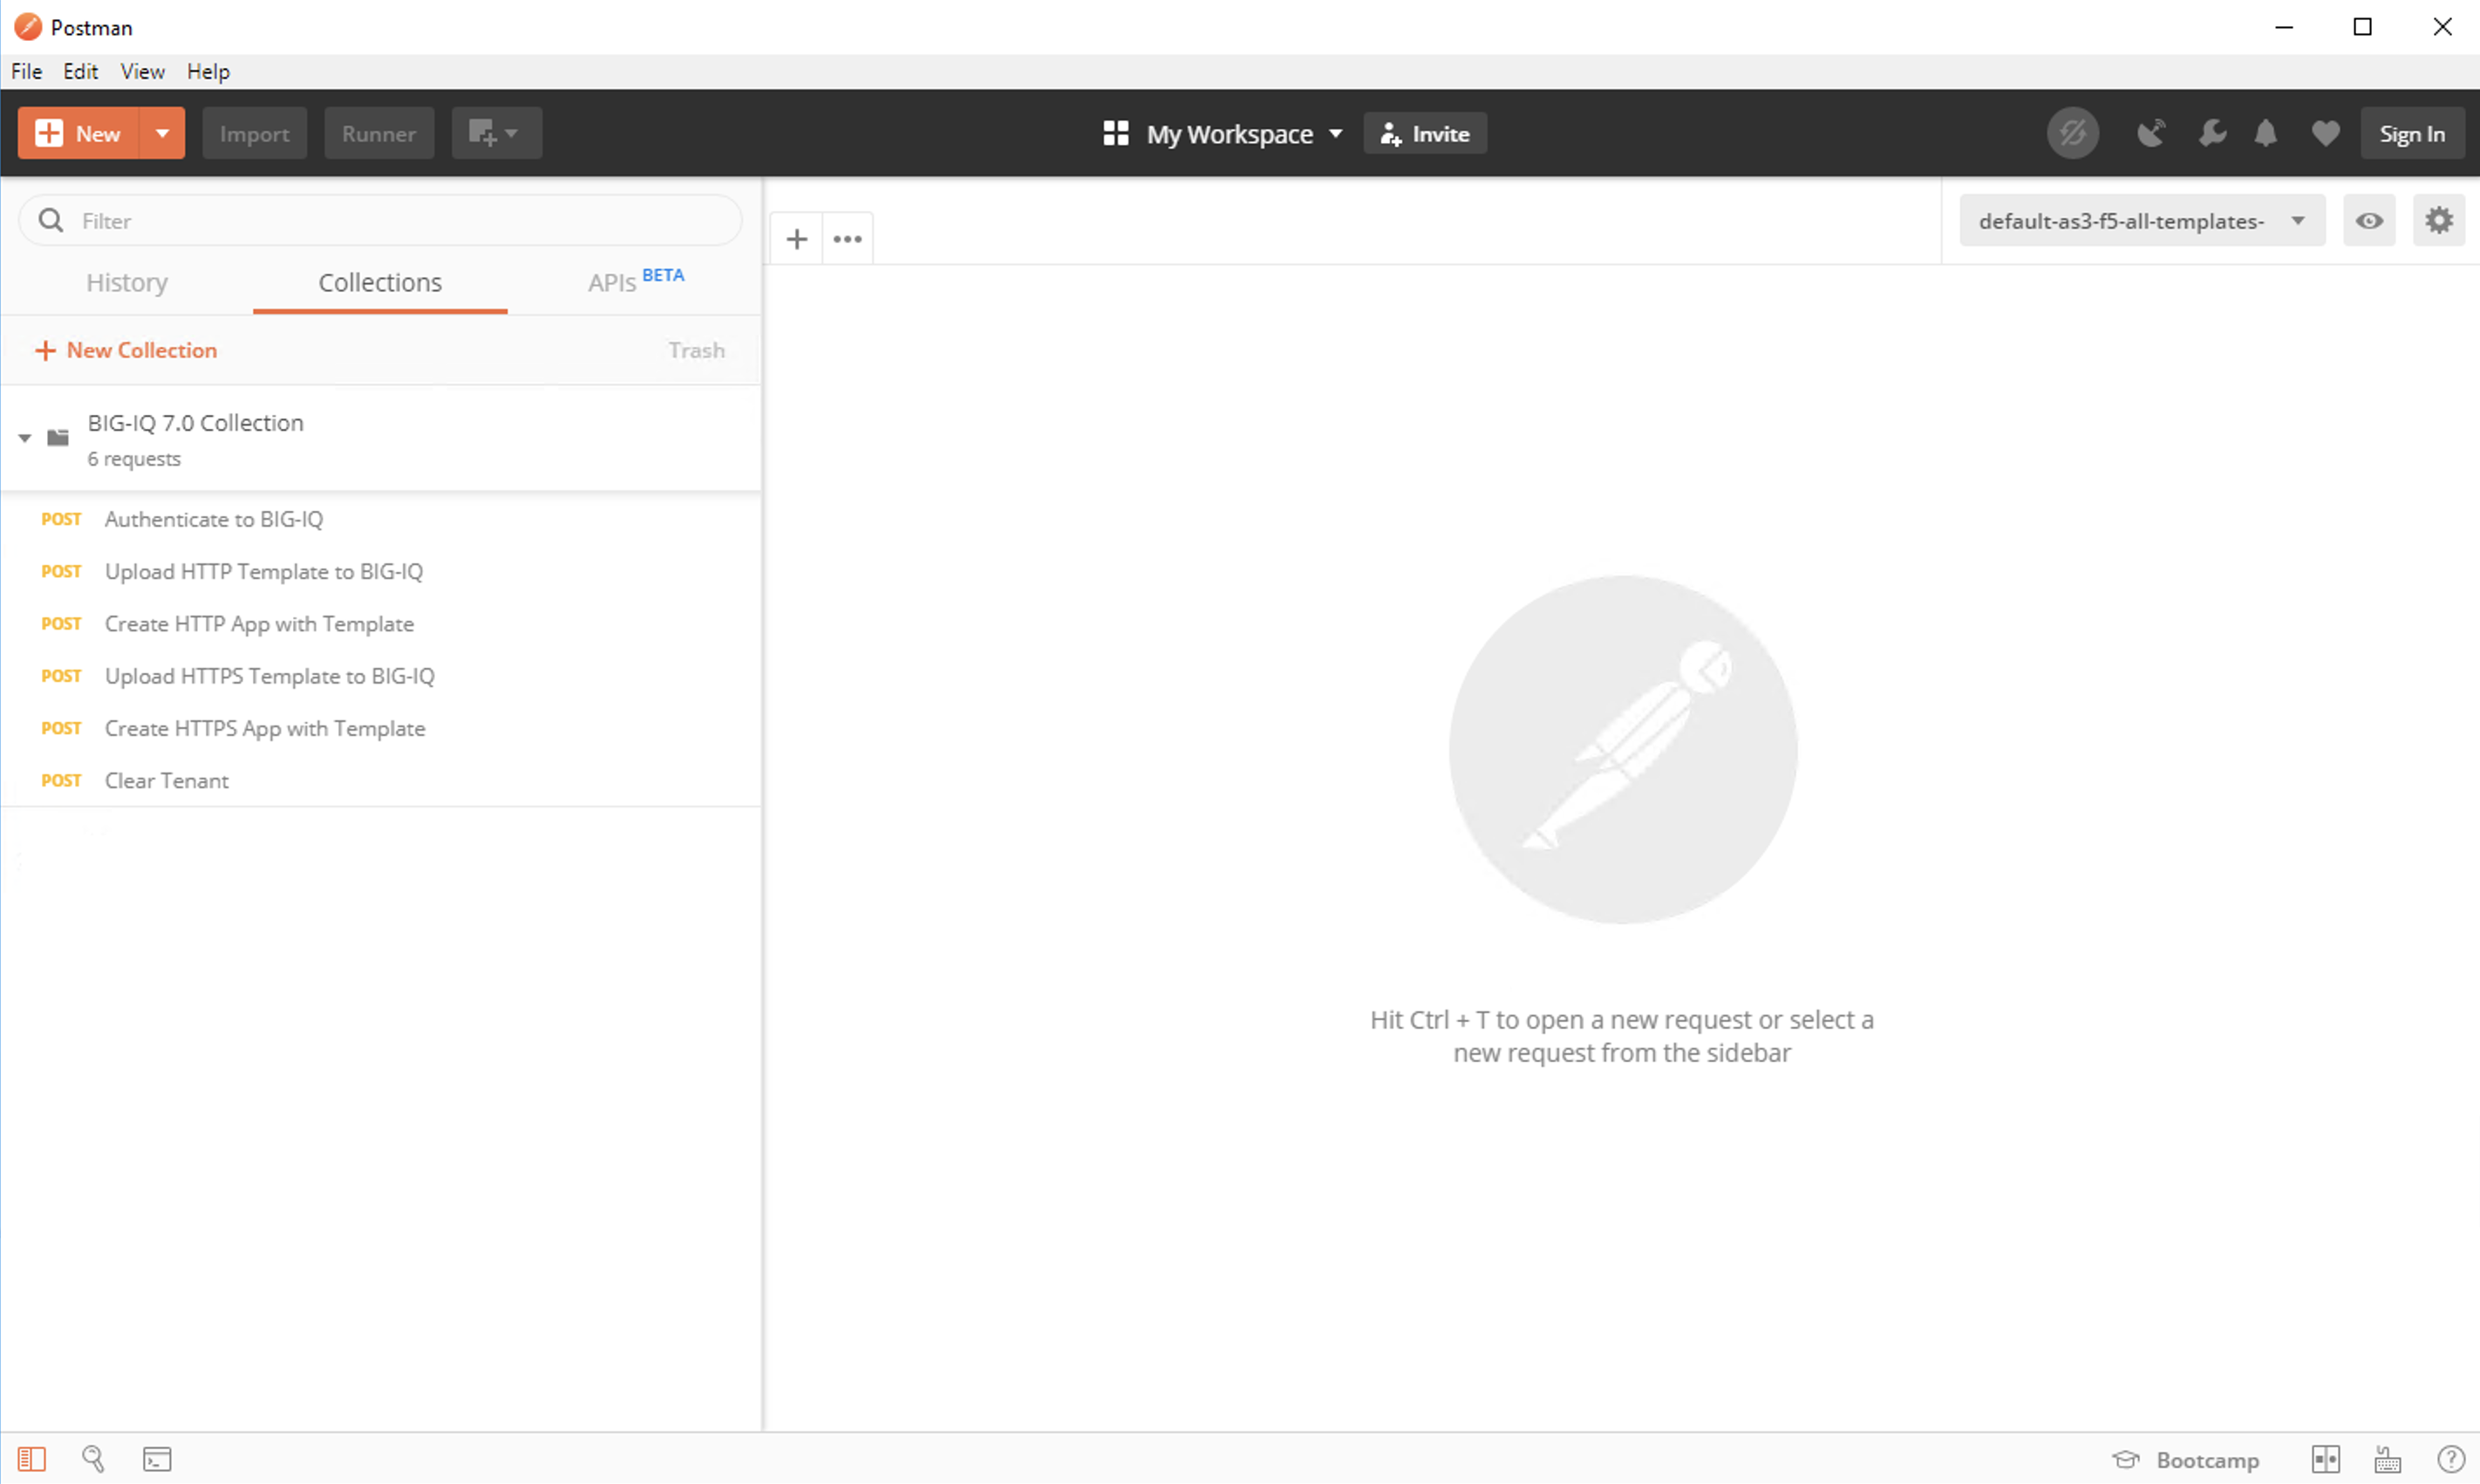 Postman
File Edit View Help
New Import Runner My Workspace Invite Sign In
Filter
default-as3-f5-all-templates-
History Collections APIs BETA
New Collection Trash
BIG-IQ 7.0 Collection
6 requests
POST Authenticate to BIG-IQ
POST Upload HTTP Template to BIG-IQ
POST Create HTTP App with Template
POST Upload HTTPS Template to BIG-IQ
POST Create HTTPS App with Template
POST Clear Tenant
Hit Ctrl + T to open a new request or select a
new request from the sidebar
Bootcamp